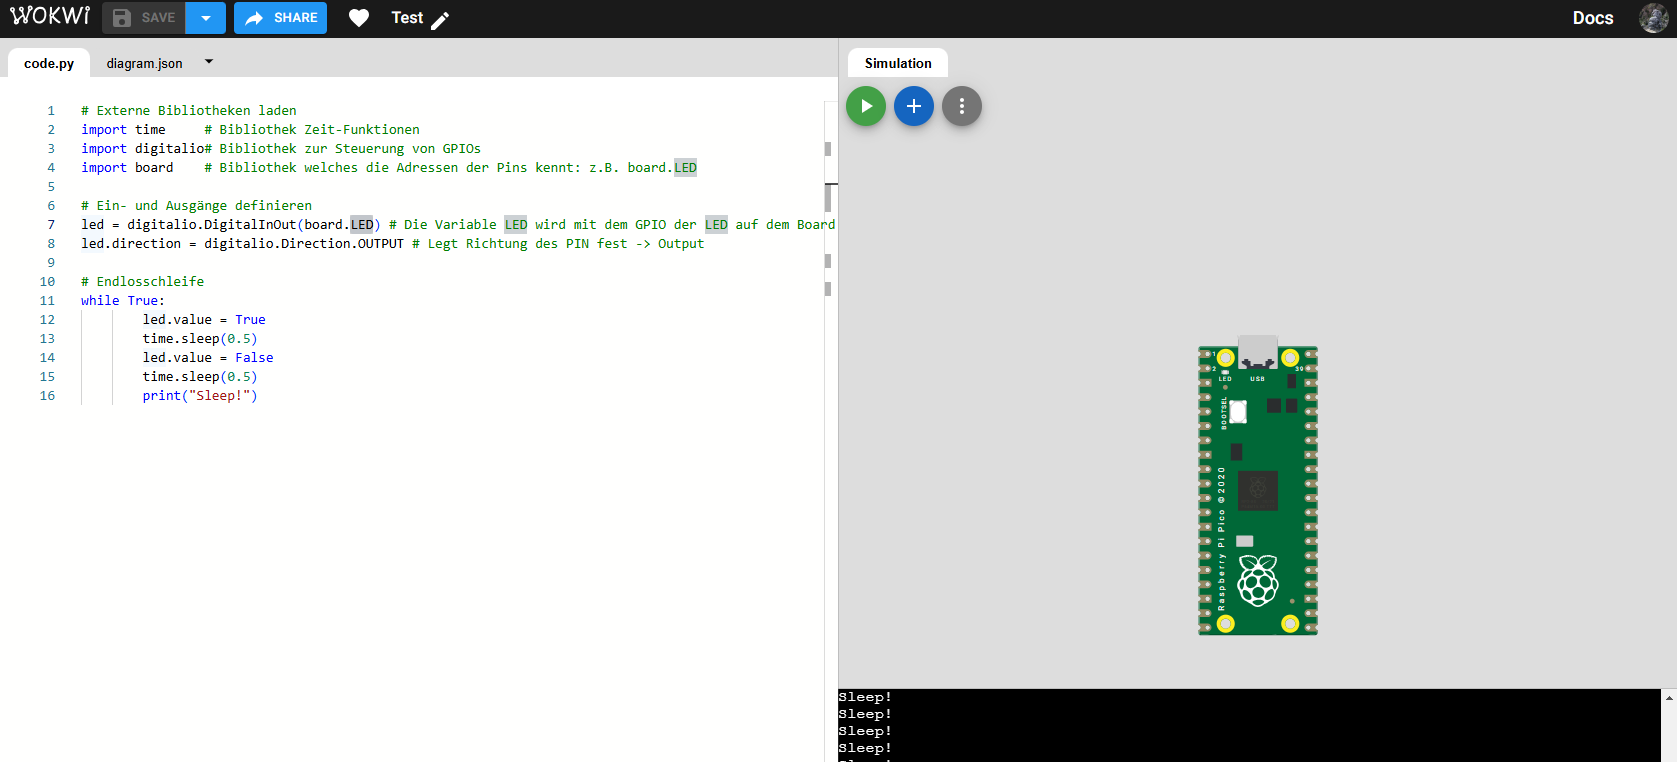 WOKWi SAVE SHARE Test Docs
code.py diagram.json
1 # Externe Bibliotheken laden
2 import time # Bibliothek Zeit-Funktionen
3 import digitalio# Bibliothek zur Steuerung von GPIOs
4 import board # Bibliothek welches die Adressen der Pins kennt: z.B. board.LED
5
6 # Ein- und Ausgänge definieren
7 led = digitalio.DigitalInOut(board.LED) # Die Variable LED wird mit dem GPIO der LED auf dem Board
8 led.direction = digitalio.Direction.OUTPUT # Legt Richtung des PIN fest -> Output
9
10 # Endlosschleife
11 while True:
12 led.value = True
13 time.sleep(0.5)
14 led.value = False
15 time.sleep(0.5)
16 print("Sleep!")
Simulation
1
2 39
LED USB
BOOTSEL
Raspberry Pi Pico ©2020
Sleep!
Sleep!
Sleep!
Sleep!